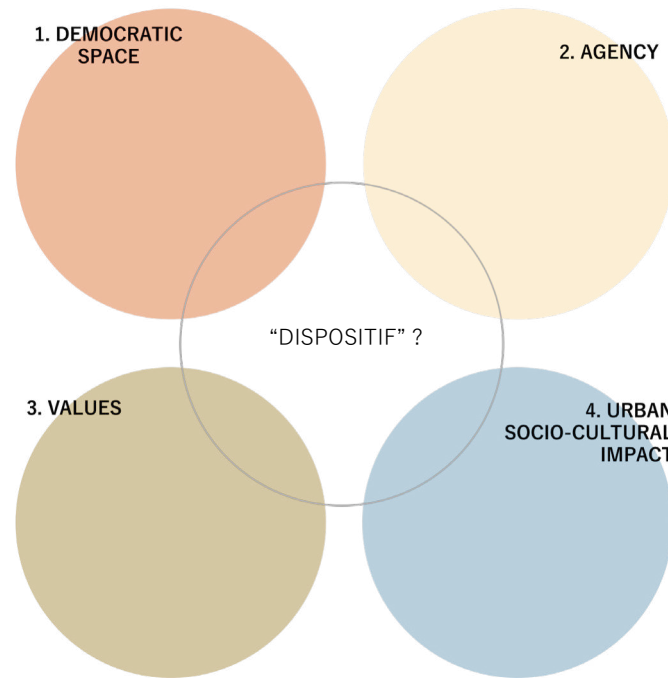 1. DEMOCRATIC
SPACE
2. AGENCY
“DISPOSITIF” ?
3. VALUES
4. URBAN
SOCIO-CULTURAL
IMPACT